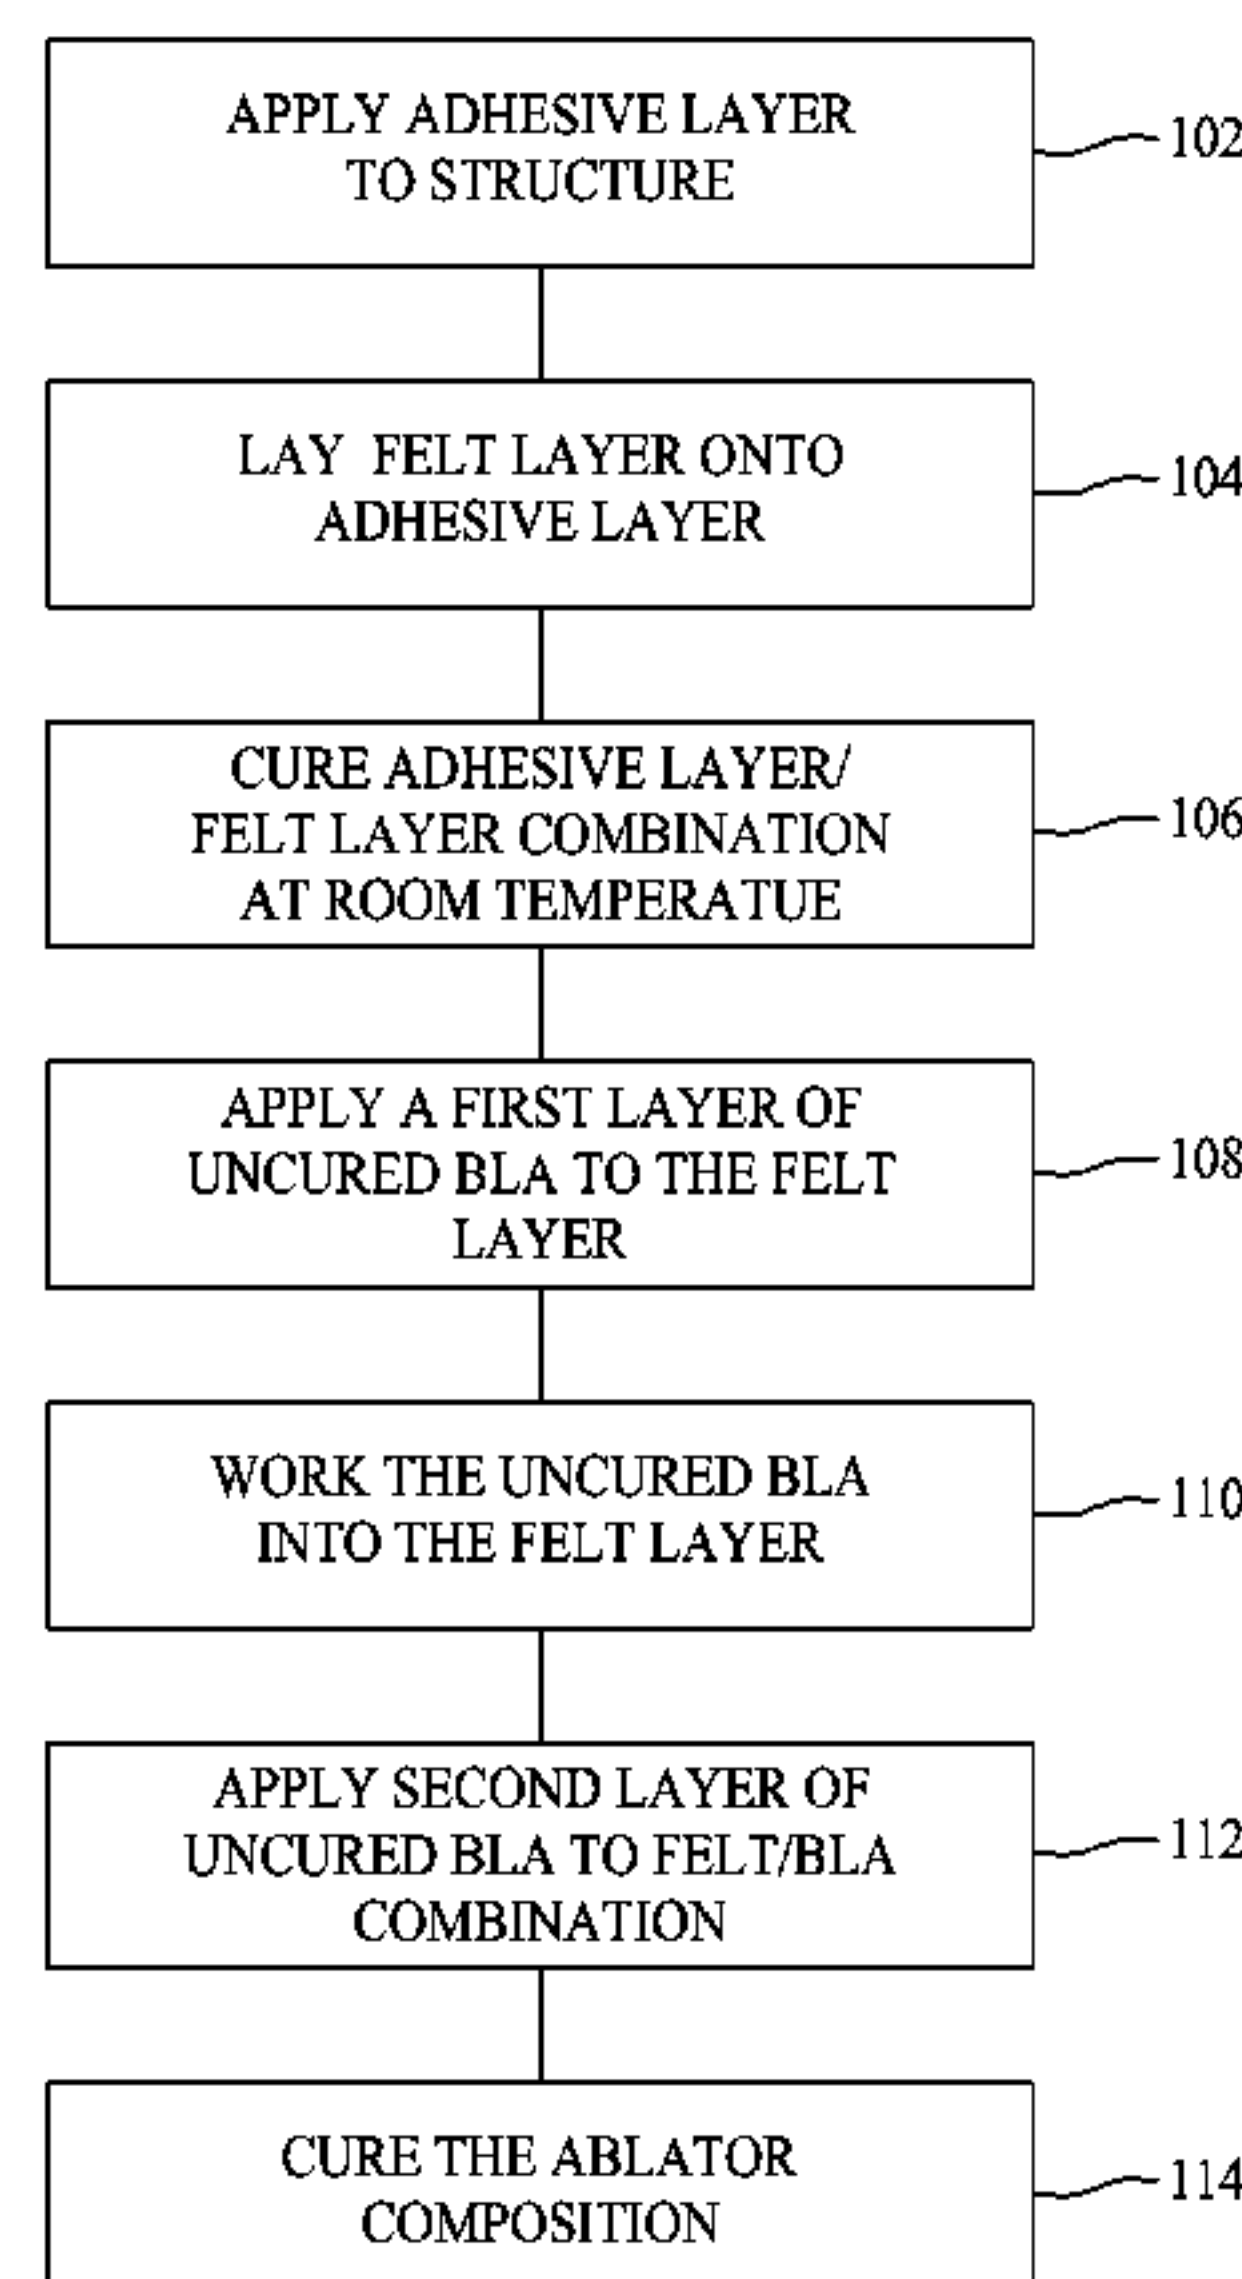 APPLY ADHESIVE LAYER
TO STRUCTURE
102
LAY FELT LAYER ONTO
ADHESIVE LAYER
104
CURE ADHESIVE LAYER/
FELT LAYER COMBINATION
AT ROOM TEMPERATUE
106
APPLY A FIRST LAYER OF
UNCURED BLA TO THE FELT
LAYER
108
WORK THE UNCURED BLA
INTO THE FELT LAYER
110
APPLY SECOND LAYER OF
UNCURED BLA TO FELT/BLA
COMBINATION
112
CURE THE ABLATOR
COMPOSITION
114